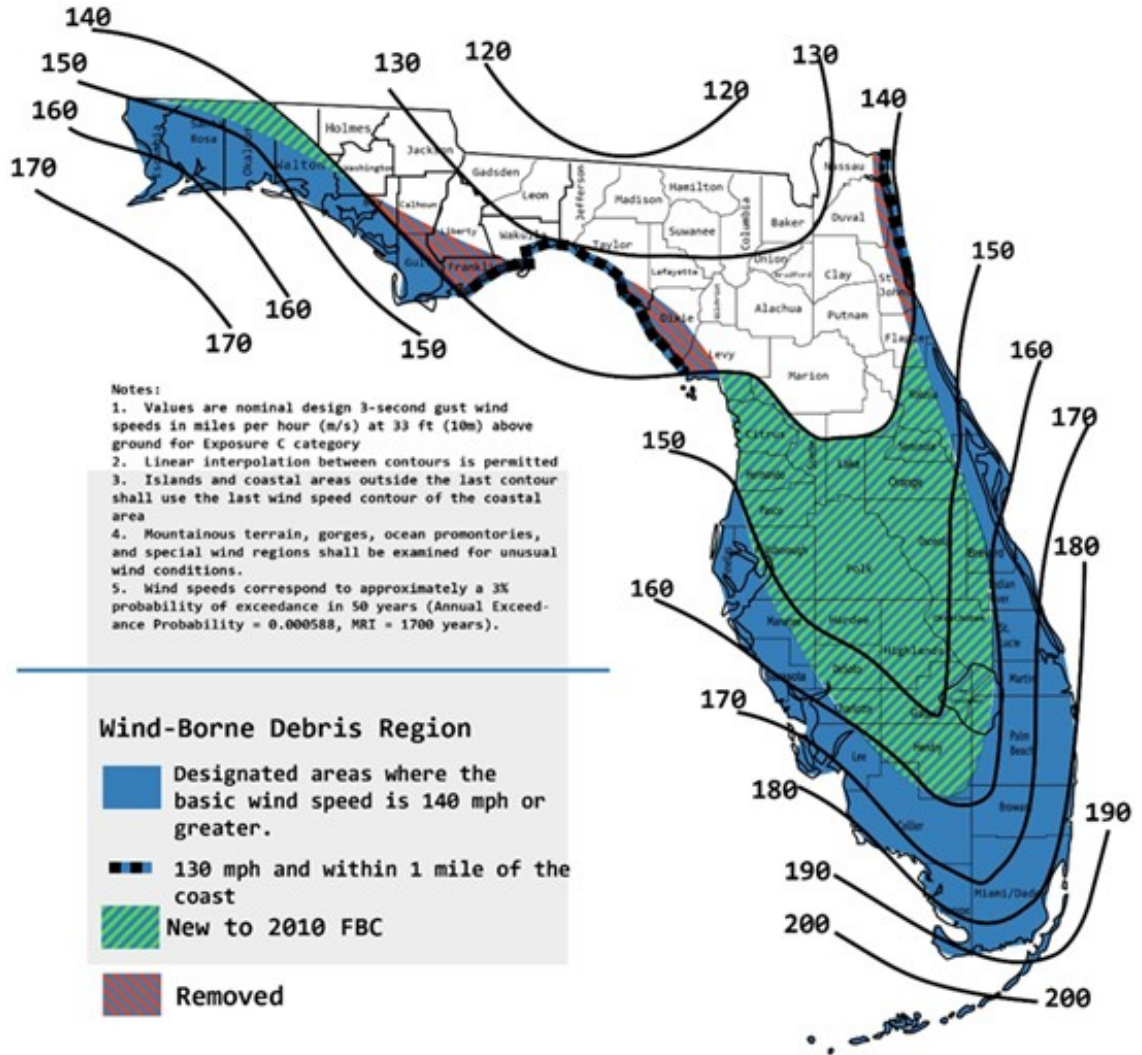 140
150
160
170
130
120
120
130
140
150
160
170
180
190
200
170
160
150
150
160
170
180
190
200
Santa
Rosa
Walton
Holmes
Washington
Jackson
Calhoun
Gadsden
Liberty
Leon
Wakulla
Jefferson
Madison
Taylor
Hamilton
Suwanee
Lafayette
Columbia
Baker
Nassau
Duval
Union
Bradford
Clay
St.
Alachua
Putnam
Dixie
Levy
Marion
Citrus
Lake
Orange
Polk
Hardee
Highlands
Lee
Collier
Hendry
Charlotte
Martin
Palm
Beach
Miami/Dade
Notes:
1. Values are nominal design 3-second gust wind
speeds in miles per hour (m/s) at 33 ft (10m) above
ground for Exposure C category
2. Linear interpolation between contours is permitted
3. Islands and coastal areas outside the last contour
shall use the last wind speed contour of the coastal
area
4. Mountainous terrain, gorges, ocean promontories,
and special wind regions shall be examined for unusual
wind conditions.
5. Wind speeds correspond to approximately a 3%
probability of exceedance in 50 years (Annual Exceed-
ance Probability = 0.000588, MRI = 1700 years).
Wind-Borne Debris Region
Designated areas where the
basic wind speed is 140 mph or
greater.
130 mph and within 1 mile of the
coast
New to 2010 FBC
Removed